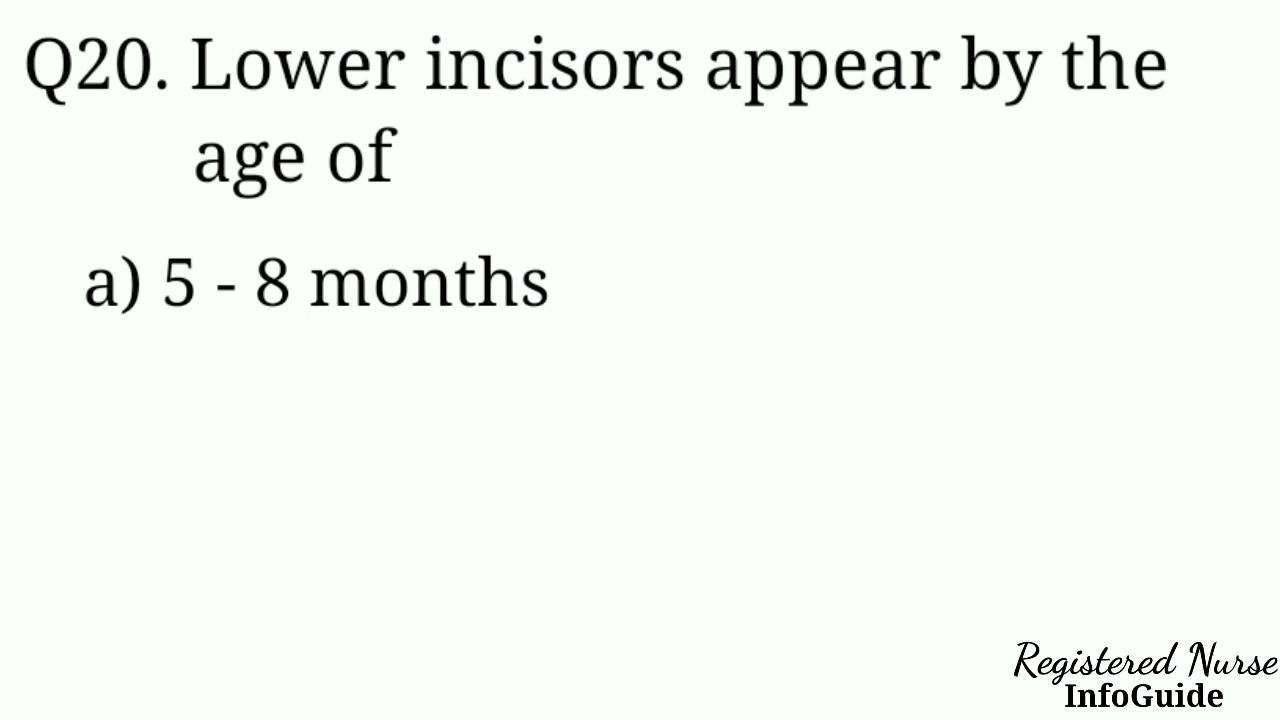 Q20. Lower incisors appear by the
age of
a) 5 - 8 months
Registered Nurse
InfoGuide